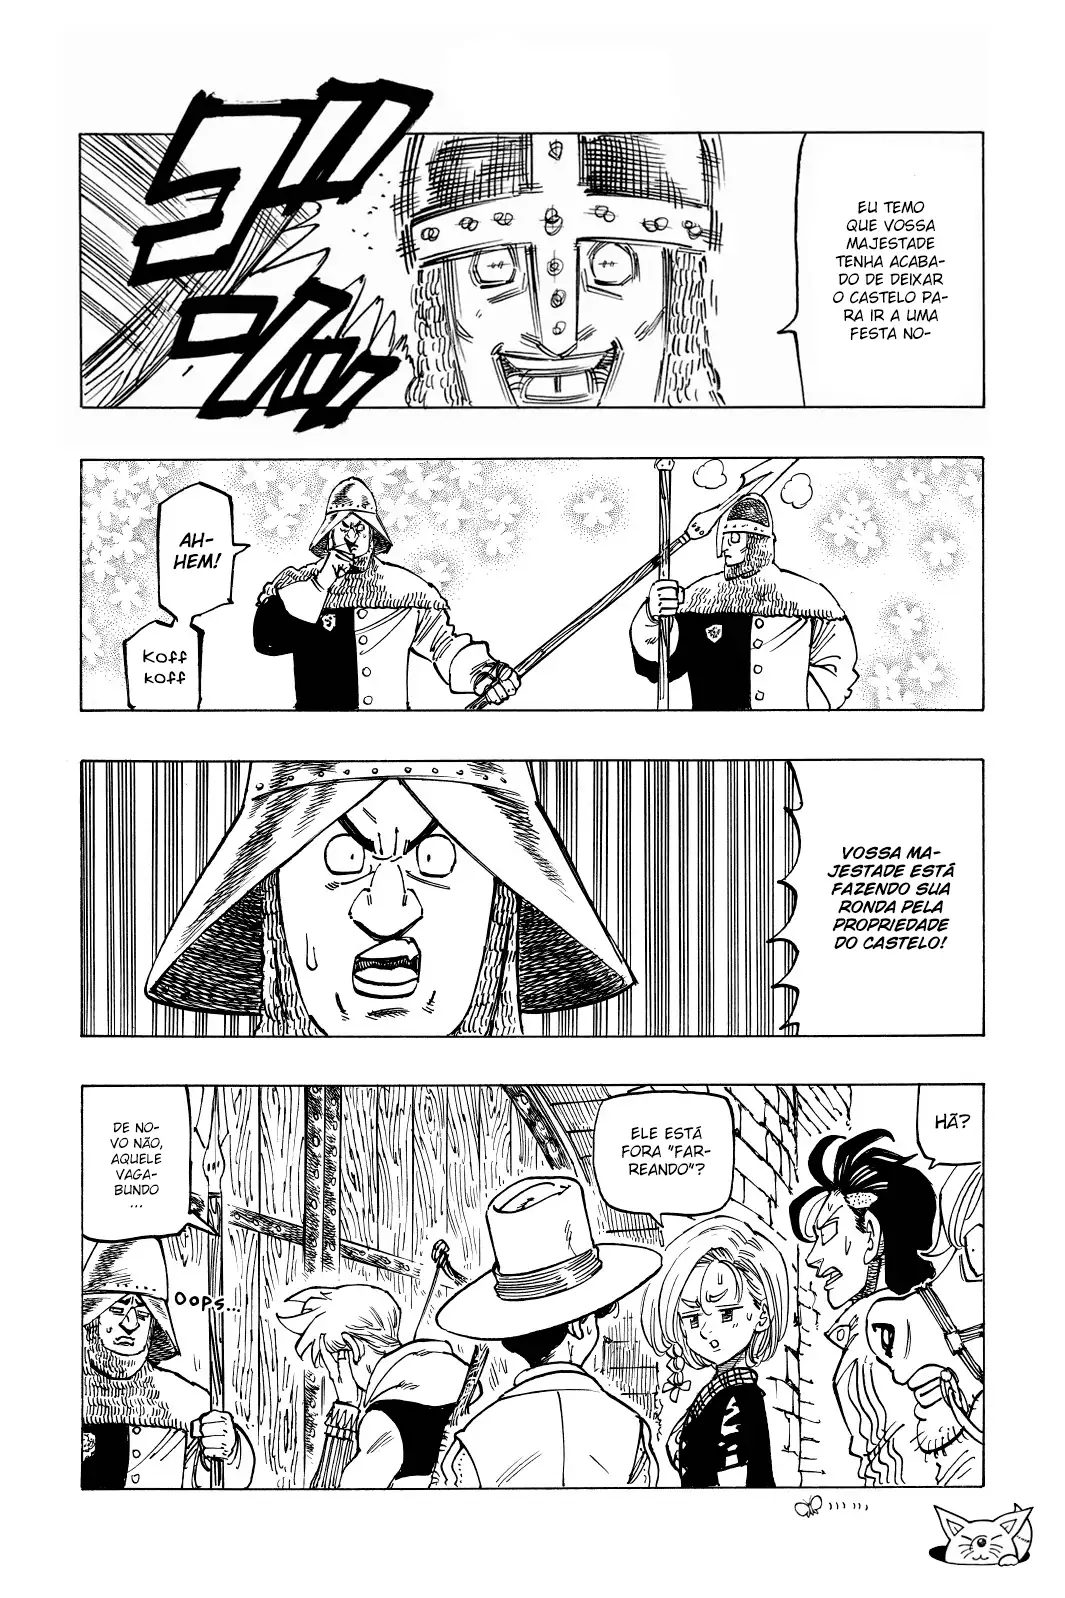 EU TEMO
QUE VOSSA
MAJESTADE
TENHA ACABA-
DO DE DEIXAR
O CASTELO PA-
RA IR A UMA
FESTA NO-
AH-
HEM!
Koff
koff
VOSSA MA-
JESTADE ESTÁ
FAZENDO SUA
RONDA PELA
PROPRIEDADE
DO CASTELO!
HÃ?
ELE ESTÁ
FORA "FAR-
REANDO"?
DE NO-
VO NÃO,
AQUELE
VAGA-
BUNDO
...
OOPS...